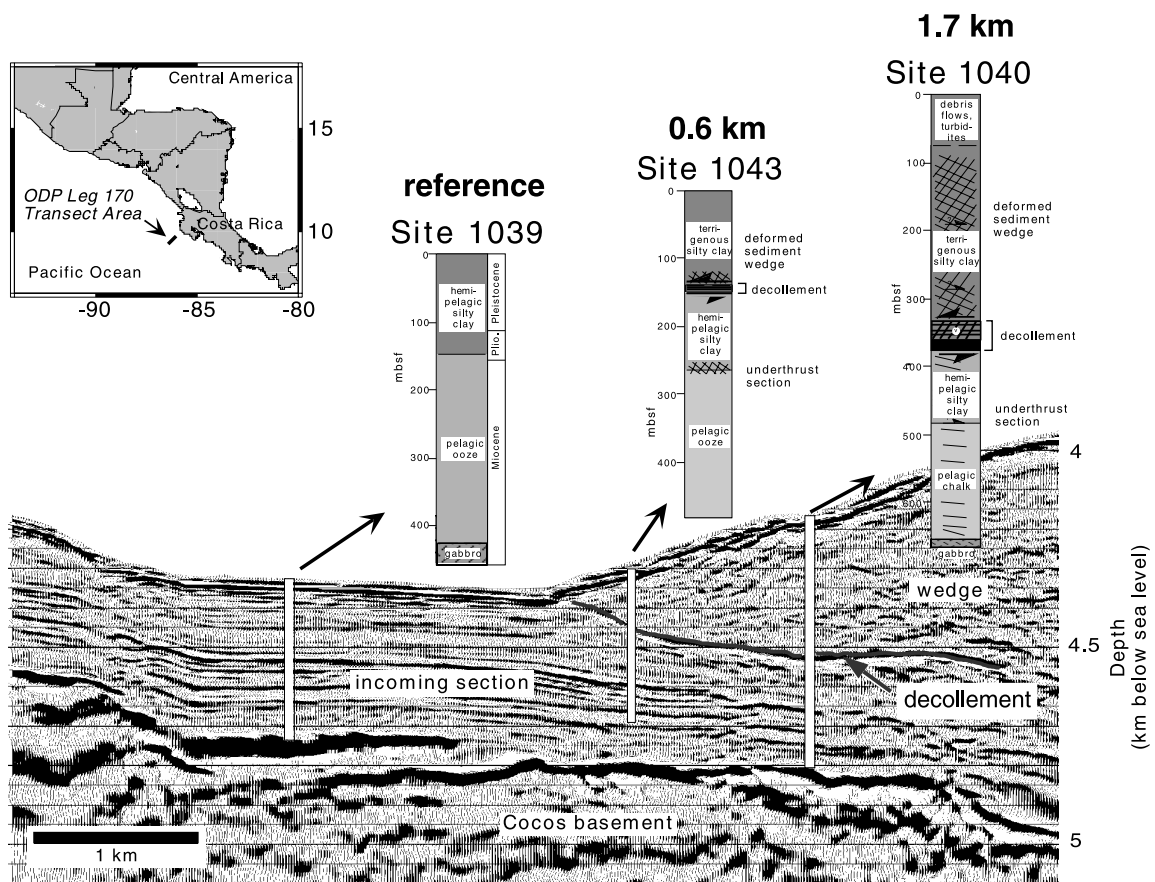 1.7 km
Site 1040
Central America
15
10
ODP Leg 170
Transect Area
Costa Rica
Pacific Ocean
-90
-85
-80
reference
Site 1039
0
100
200
300
400
mbsf
hemi-
pelagic
silty
clay
pelagic
ooze
gabbro
Pleistocene
Plio.
Miocene
0.6 km
Site 1043
0
100
200
300
400
mbsf
terri-
genous
silty clay
hemi-
pelagic
silty
clay
pelagic
ooze
deformed
sediment
wedge
decollement
underthrust
section
0
100
200
300
400
500
600
mbsf
debris
flows,
turbid-
ites
terri-
genous
silty clay
hemi-
pelagic
silty
clay
pelagic
chalk
gabbro
deformed
sediment
wedge
decollement
underthrust
section
4
4.5
5
Depth
(km below sea level)
wedge
incoming section
decollement
Cocos basement
1 km